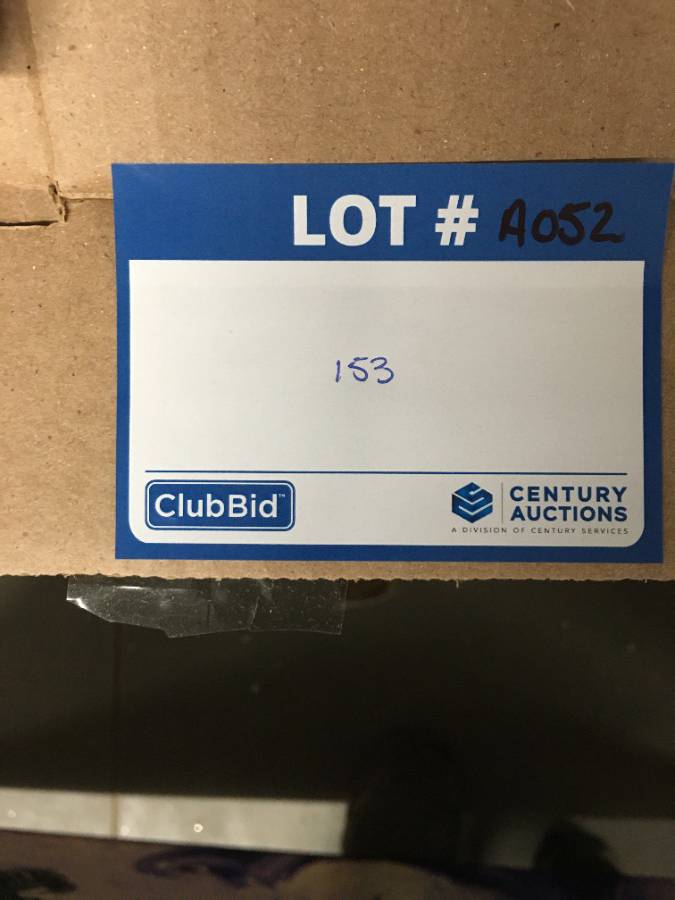 LOT # A052
153
ClubBid™
CENTURY
AUCTIONS
A DIVISION OF CENTURY SERVICES